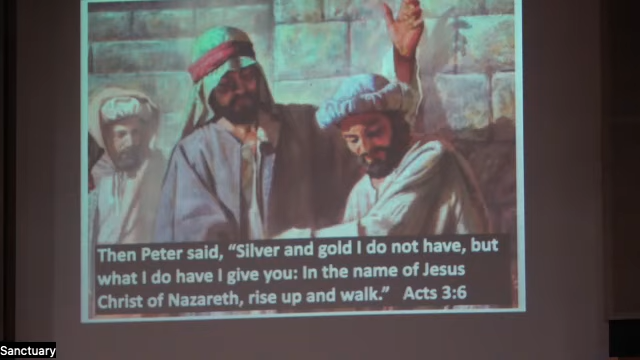 Then Peter said, “Silver and gold I do not have, but
what I do have I give you: In the name of Jesus
Christ of Nazareth, rise up and walk.” Acts 3:6
Sanctuary